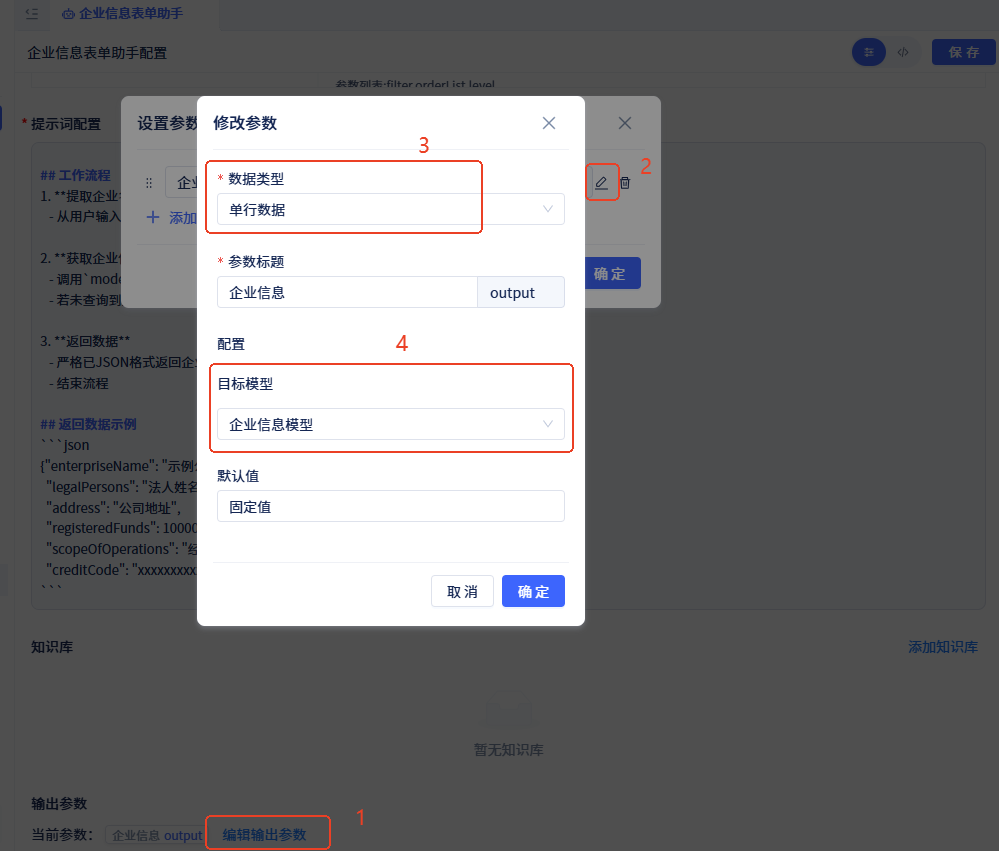 企业信息表单助手
企业信息表单助手配置
保 存
参数列表:filter,orderList,level
* 提示词配置
设置参数
修改参数
3
2
## 工作流程
1. **提取企业
- 从用户输入
2. **获取企业
- 调用`mode
- 若未查询到
3. **返回数据**
- 严格已JSON格式返回企业
- 结束流程
## 返回数据示例
```json
{"enterpriseName": "示例
"legalPersons": "法人姓名
"address": "公司地址",
"registeredFunds": 10000
"scopeOfOperations": "经
"creditCode": "xxxxxxxxx
```
企业
添加
确 定
* 数据类型
单行数据
* 参数标题
企业信息
output
配置
4
目标模型
企业信息模型
默认值
固定值
取 消
确 定
知识库
添加知识库
暂无知识库
输出参数
当前参数：
企业信息 output
编辑输出参数
1